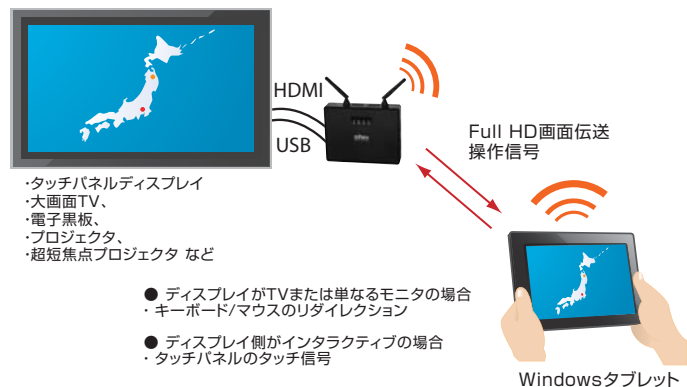 HDMI
USB
Full HD画面伝送
操作信号
・タッチパネルディスプレイ
・大画面TV、
・電子黒板、
・プロジェクタ、
・超短焦点プロジェクタ など
● ディスプレイがTVまたは単なるモニタの場合
・ キーボード/マウスのリダイレクション
● ディスプレイ側がインタラクティブの場合
・ タッチパネルのタッチ信号
Windowsタブレット